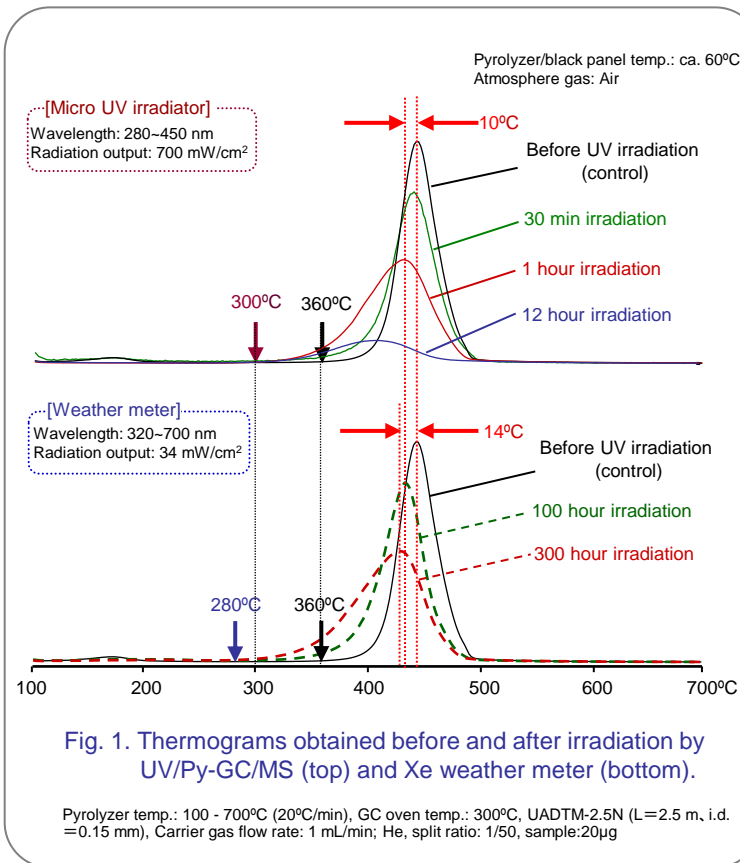 Pyrolyzer/black panel temp.: ca. 60ºC
Atmosphere gas: Air
[Micro UV irradiator]
Wavelength: 280~450 nm
Radiation output: 700 mW/cm²
10ºC
Before UV irradiation
(control)
30 min irradiation
1 hour irradiation
12 hour irradiation
300ºC
360ºC
[Weather meter]
Wavelength: 320~700 nm
Radiation output: 34 mW/cm²
14ºC
Before UV irradiation
(control)
100 hour irradiation
300 hour irradiation
280ºC
360ºC
100 200 300 400 500 600 700ºC
Fig. 1. Thermograms obtained before and after irradiation by
UV/Py-GC/MS (top) and Xe weather meter (bottom).
Pyrolyzer temp.: 100 - 700ºC (20ºC/min), GC oven temp.: 300ºC, UADTM-2.5N (L=2.5 m、i.d.
=0.15 mm), Carrier gas flow rate: 1 mL/min; He, split ratio: 1/50, sample:20µg